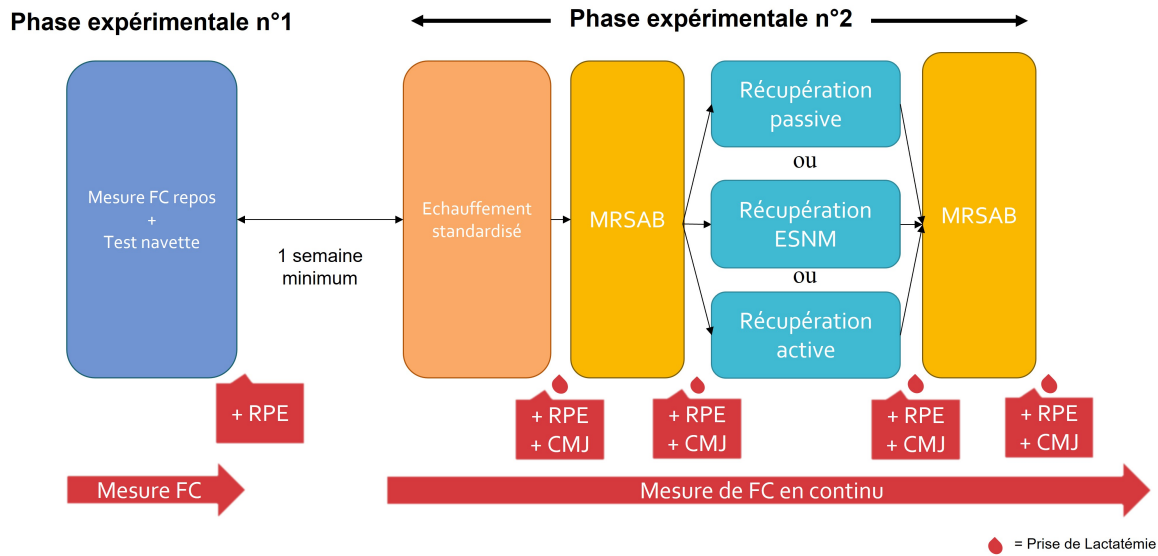 Phase expérimentale n°1
Phase expérimentale n°2
Mesure FC repos
+
Test navette
1 semaine
minimum
Echauffement
standardisé
MRSAB
Récupération
passive
ou
Récupération
ESNM
ou
Récupération
active
MRSAB
+ RPE
+ RPE
+ CMJ
+ RPE
+ CMJ
+ RPE
+ CMJ
+ RPE
+ CMJ
Mesure FC
Mesure de FC en continu
= Prise de Lactatémie